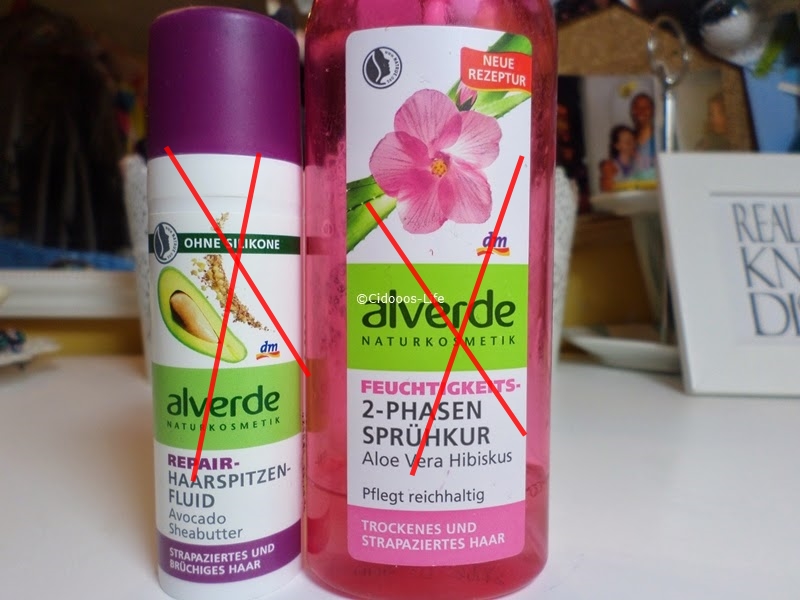 OHNE SILIKONE
dm
alverde
NATURKOSMETIK
REPAIR-
HAARSPITZEN-
FLUID
Avocado
Sheabutter
STRAPAZIERTES UND
BRÜCHIGES HAAR
NEUE
REZEPTUR
dm
©Cidooos-Life
alverde
NATURKOSMETIK
FEUCHTIGKEITS-
2-PHASEN
SPRÜHKUR
Aloe Vera Hibiskus
Pflegt reichhaltig
TROCKENES UND
STRAPAZIERTES HAAR
REAL
KN
DI